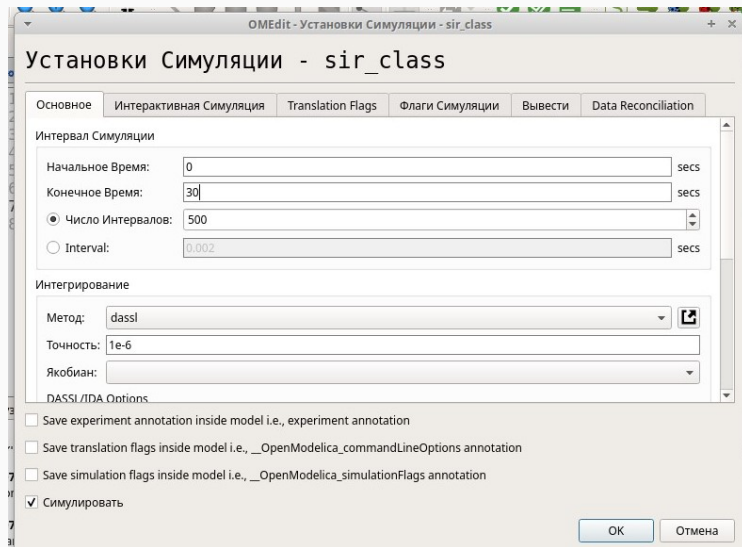 OMEdit - Установки Симуляции - sir_class
Установки Симуляции - sir_class
Основное Интерактивная Симуляция Translation Flags Флаги Симуляции Вывести Data Reconciliation
Интервал Симуляции
Начальное Время: 0 secs
Конечное Время: 30 secs
Число Интервалов: 500
Interval: 0.002 secs
Интегрирование
Метод: dassl
Точность: 1e-6
Якобиан:
DASSL/IDA Options
Save experiment annotation inside model i.e., experiment annotation
Save translation flags inside model i.e., __OpenModelica_commandLineOptions annotation
Save simulation flags inside model i.e., __OpenModelica_simulationFlags annotation
Симулировать
OK Отмена